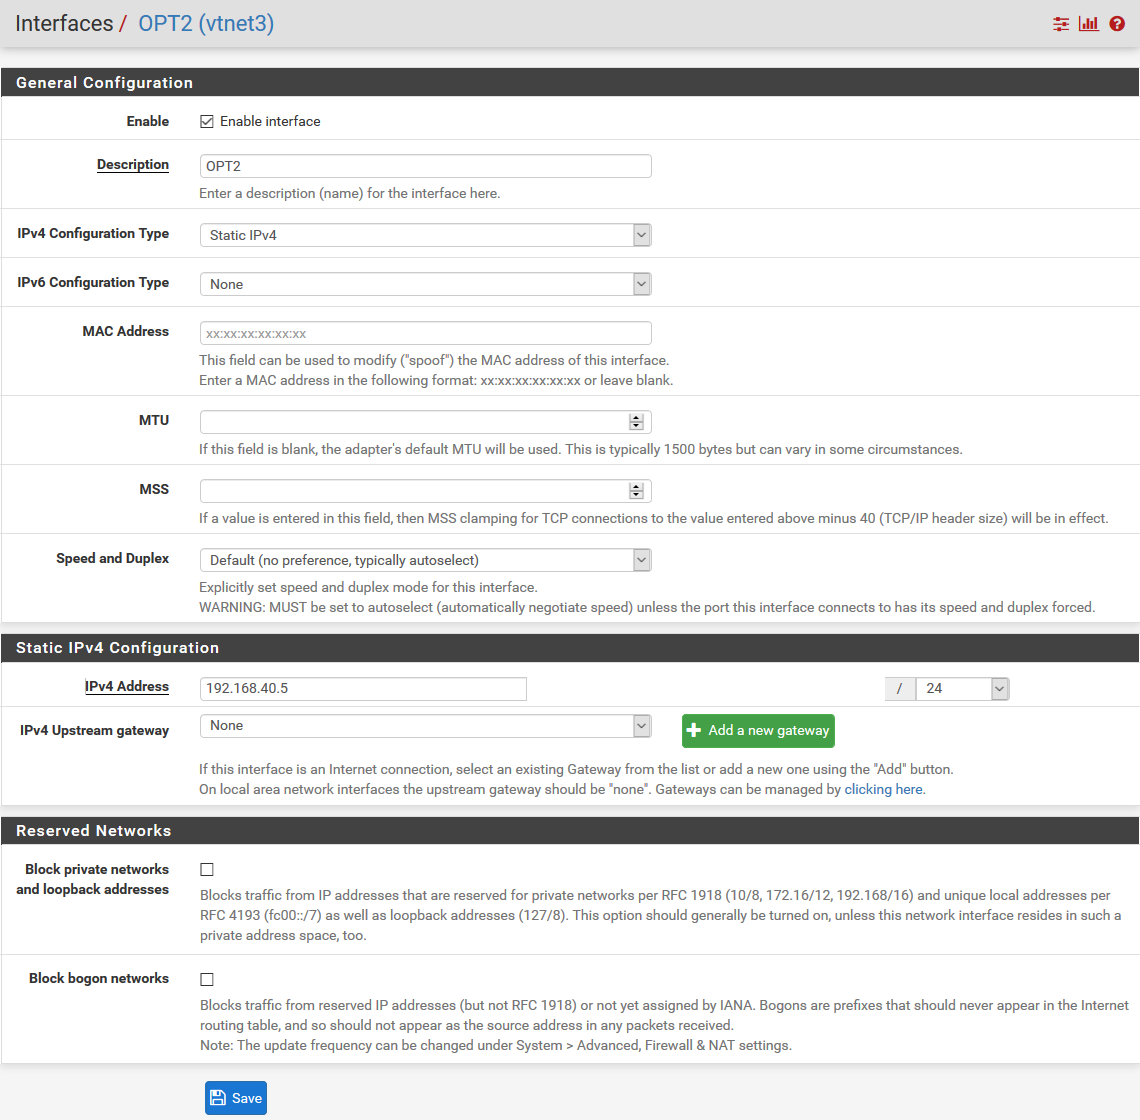 Interfaces / OPT2 (vtnet3)
General Configuration
Enable Enable interface
Description OPT2
Enter a description (name) for the interface here.
IPv4 Configuration Type Static IPv4
IPv6 Configuration Type None
MAC Address xx:xx:xx:xx:xx:xx
This field can be used to modify ("spoof") the MAC address of this interface.
Enter a MAC address in the following format: xx:xx:xx:xx:xx:xx or leave blank.
MTU
If this field is blank, the adapter's default MTU will be used. This is typically 1500 bytes but can vary in some circumstances.
MSS
If a value is entered in this field, then MSS clamping for TCP connections to the value entered above minus 40 (TCP/IP header size) will be in effect.
Speed and Duplex Default (no preference, typically autoselect)
Explicitly set speed and duplex mode for this interface.
WARNING: MUST be set to autoselect (automatically negotiate speed) unless the port this interface connects to has its speed and duplex forced.
Static IPv4 Configuration
IPv4 Address 192.168.40.5 / 24
IPv4 Upstream gateway None Add a new gateway
If this interface is an Internet connection, select an existing Gateway from the list or add a new one using the "Add" button.
On local area network interfaces the upstream gateway should be "none". Gateways can be managed by clicking here.
Reserved Networks
Block private networks
and loopback addresses
Blocks traffic from IP addresses that are reserved for private networks per RFC 1918 (10/8, 172.16/12, 192.168/16) and unique local addresses per
RFC 4193 (fc00::/7) as well as loopback addresses (127/8). This option should generally be turned on, unless this network interface resides in such a
private address space, too.
Block bogon networks
Blocks traffic from reserved IP addresses (but not RFC 1918) or not yet assigned by IANA. Bogons are prefixes that should never appear in the Internet
routing table, and so should not appear as the source address in any packets received.
Note: The update frequency can be changed under System > Advanced, Firewall & NAT settings.
Save